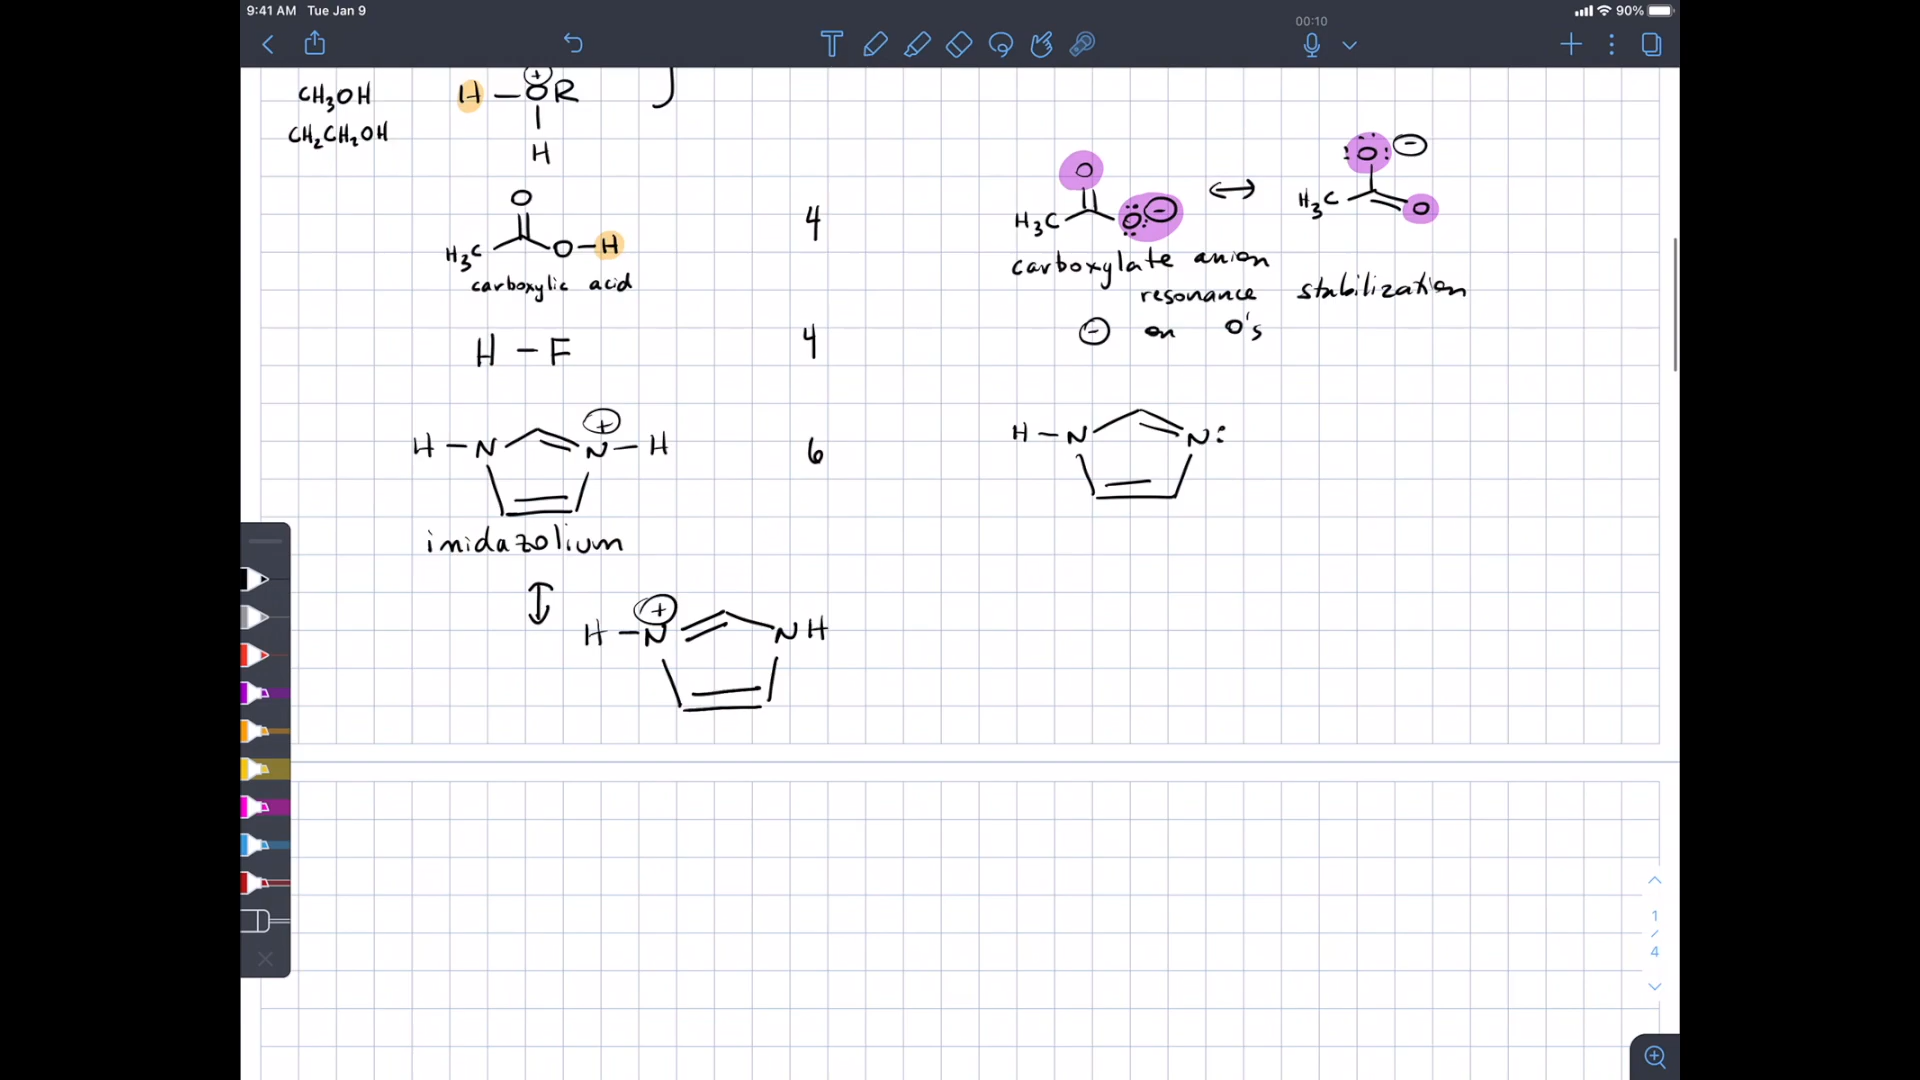 9:41 AM Tue Jan 9
00:10
90%
CH3OH
H - OR
+
CH2CH2OH
H
O
H3C O - H
4
carboxylic acid
O
H3C O -
O -
H3C O
carboxylate anion
resonance stabilization
- on O's
H - F
4
H - N N - H
+
6
H - N N:
imidazolium
H - N NH
+
1
/
4